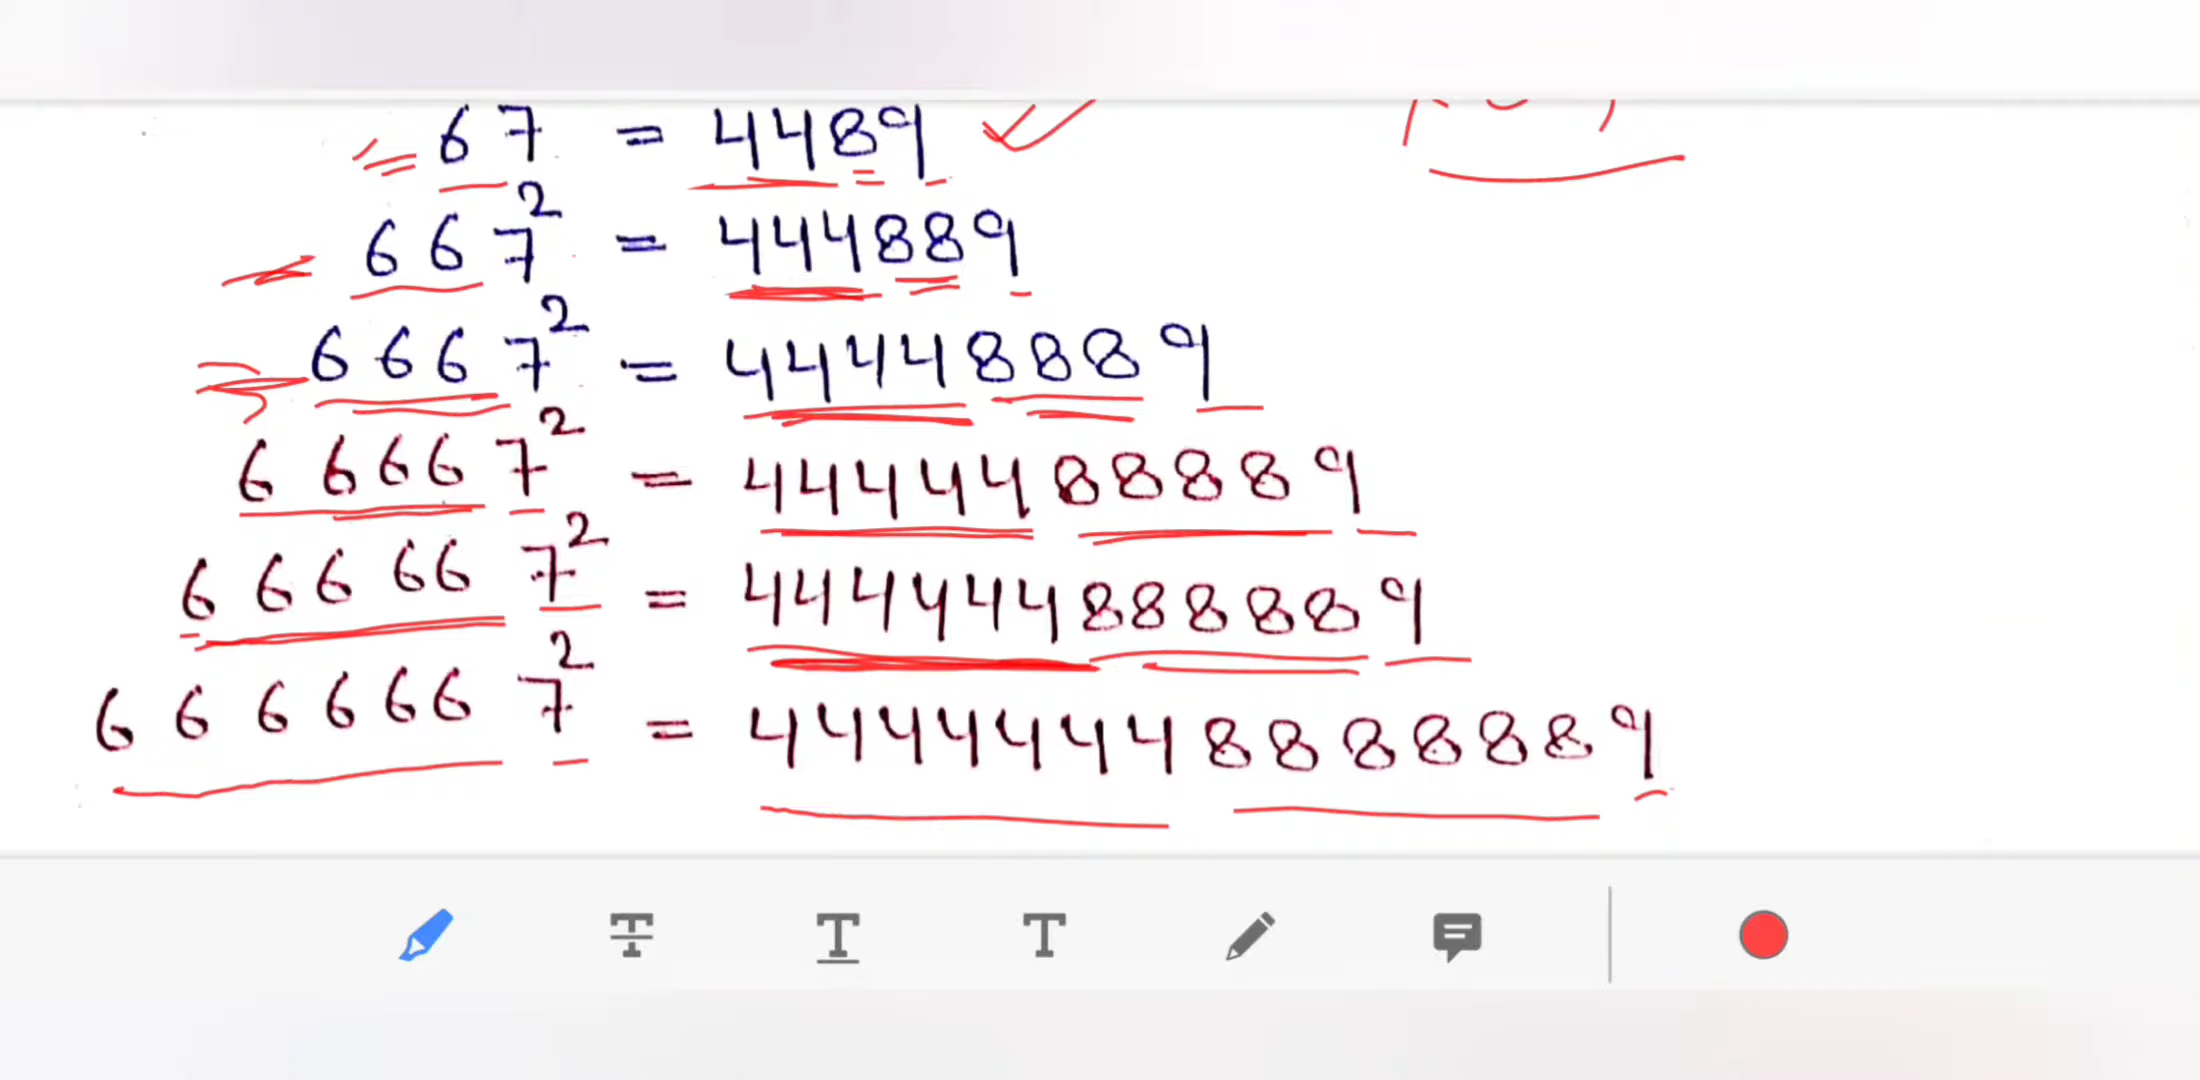 67 = 4489
667² = 444889
6667² = 44448889
66667² = 4444488889
666667² = 444444888889
6666667² = 44444448888889